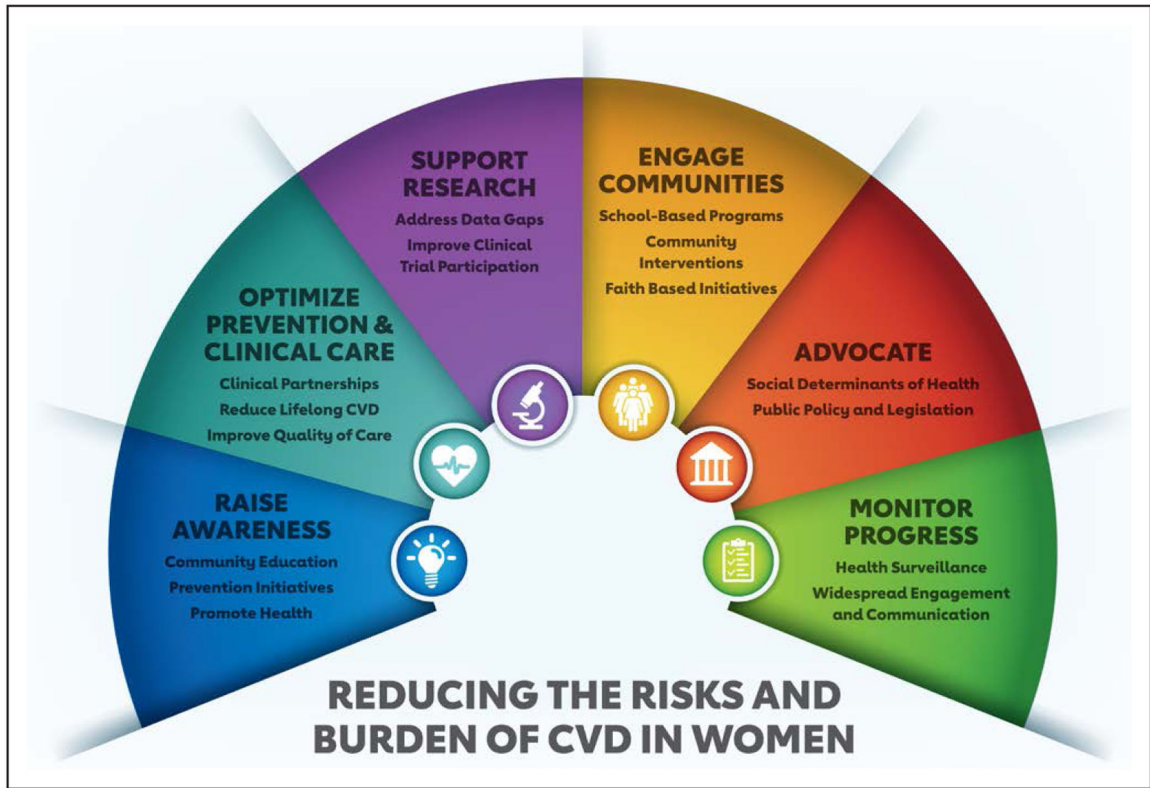 RAISE
AWARENESS
Community Education
Prevention Initiatives
Promote Health
OPTIMIZE
PREVENTION &
CLINICAL CARE
Clinical Partnerships
Reduce Lifelong CVD
Improve Quality of Care
SUPPORT
RESEARCH
Address Data Gaps
Improve Clinical
Trial Participation
ENGAGE
COMMUNITIES
School-Based Programs
Community
Interventions
Faith Based Initiatives
ADVOCATE
Social Determinants of Health
Public Policy and Legislation
MONITOR
PROGRESS
Health Surveillance
Widespread Engagement
and Communication
REDUCING THE RISKS AND
BURDEN OF CVD IN WOMEN